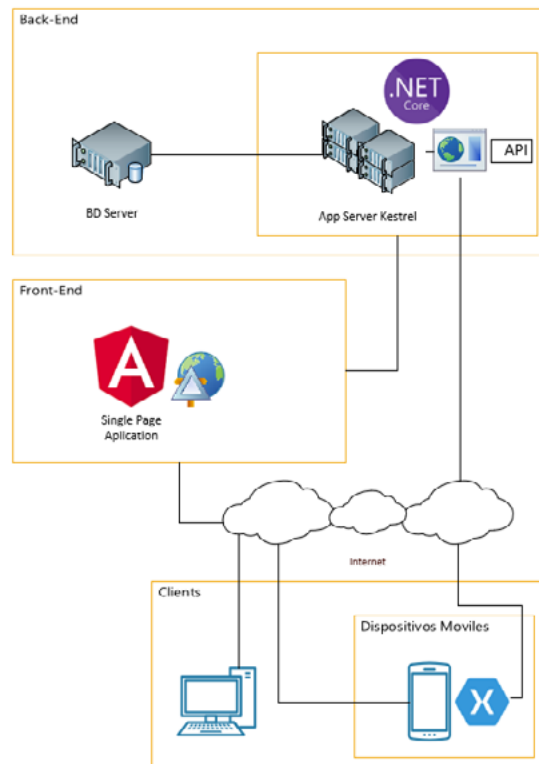 Back-End
.NET
Core
API
BD Server
App Server Kestrel
Front-End
A
Single Page
Aplication
Internet
Clients
Dispositivos Moviles
X